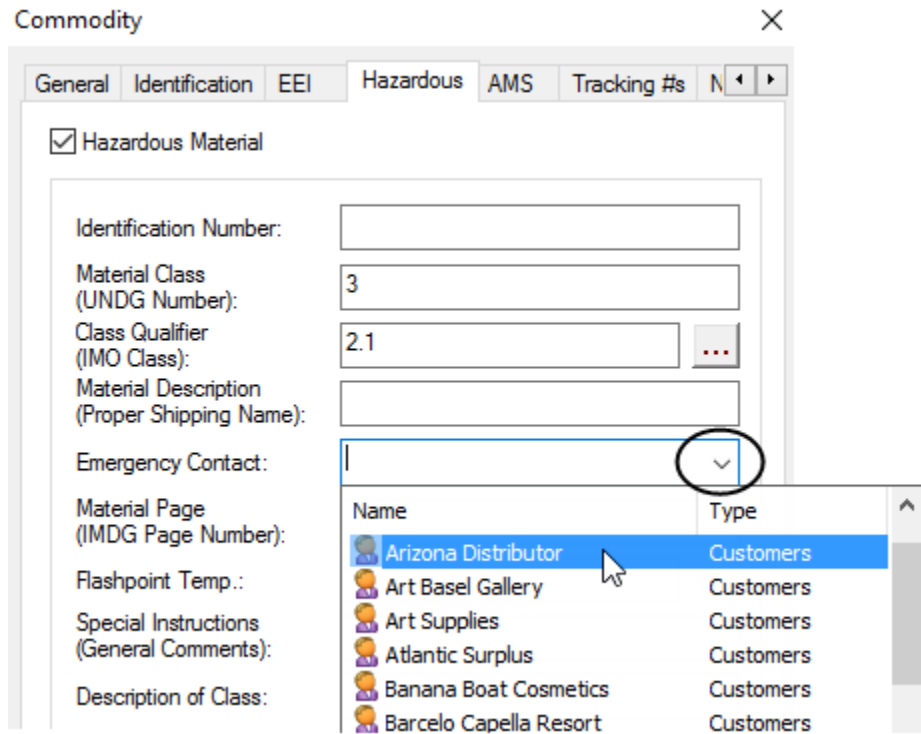 Commodity
General Identification EEI Hazardous AMS Tracking #s N
Hazardous Material
Identification Number:
Material Class
(UNDG Number):
3
Class Qualifier
(IMO Class):
2.1
...
Material Description
(Proper Shipping Name):
Emergency Contact:
Material Page
(IMDG Page Number):
Flashpoint Temp.:
Special Instructions
(General Comments):
Description of Class:
Name Type
Arizona Distributor Customers
Art Basel Gallery Customers
Art Supplies Customers
Atlantic Surplus Customers
Banana Boat Cosmetics Customers
Barcelo Capella Resort Customers